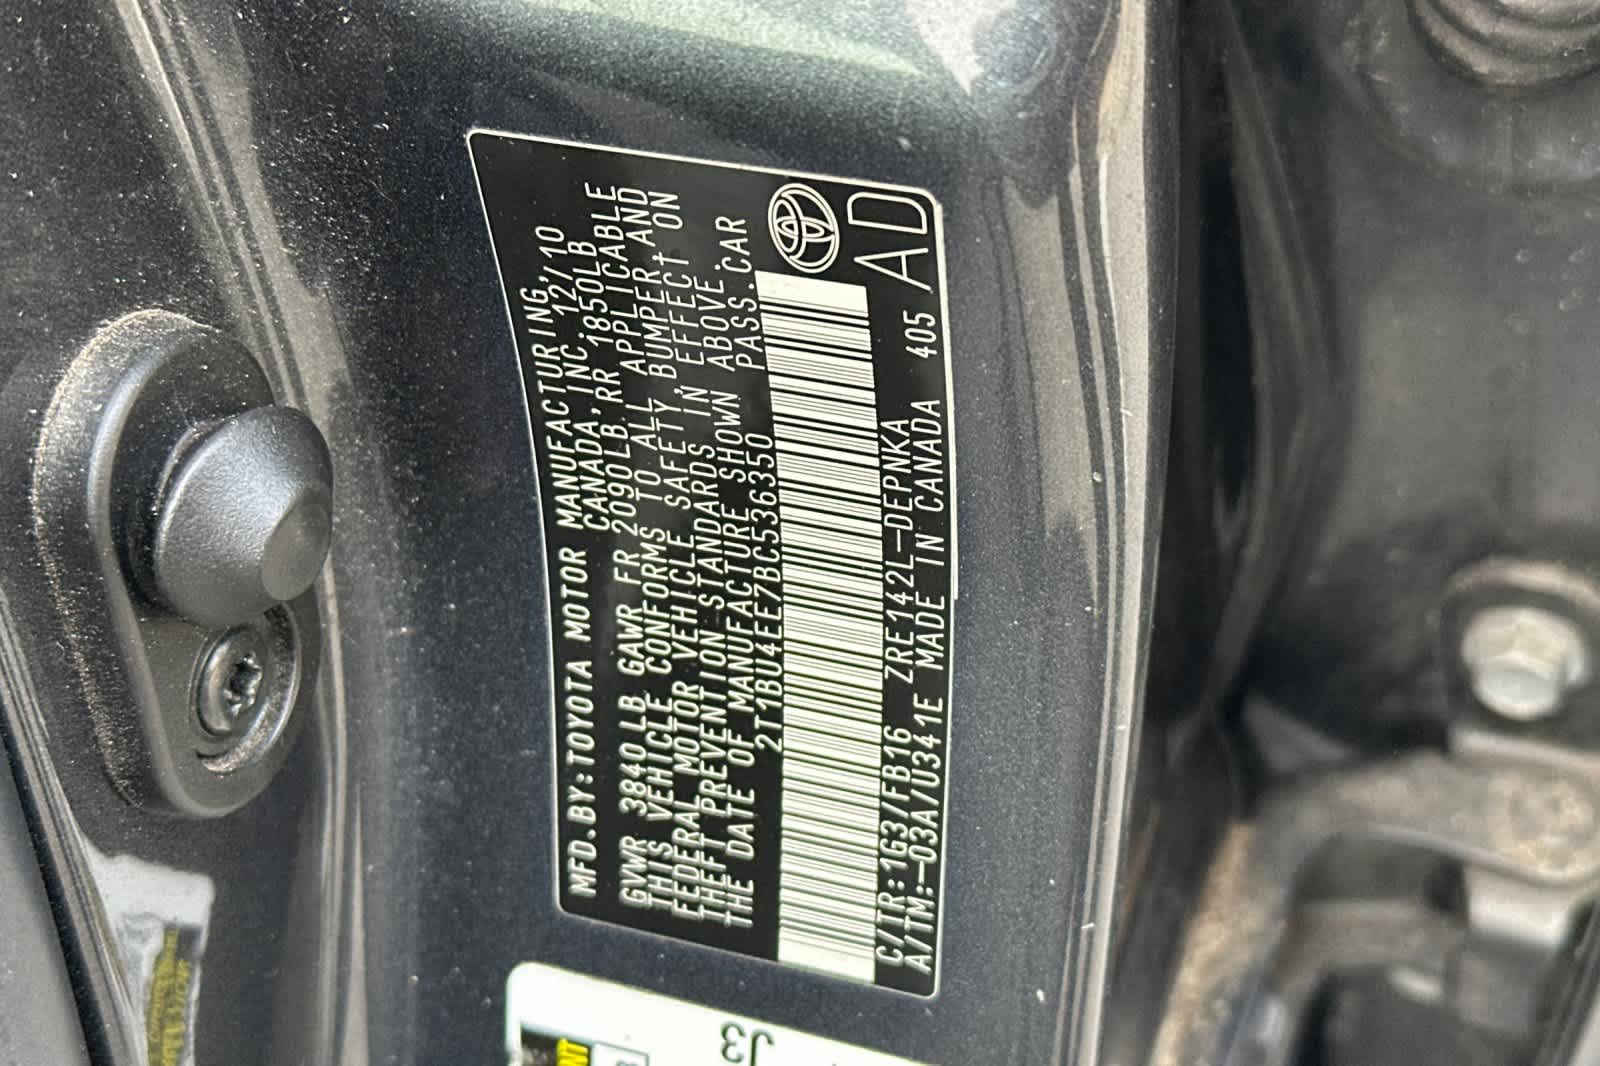 MFD.BY:TOYOTA MOTOR MANUFACTURING,
CANADA,INC. 12/10
GVWR 3840 LB GAWR FR 2090LB.RR 1850LB
THIS VEHICLE CONFORMS TO ALL APPLICABLE
FEDERAL MOTOR VEHICLE SAFETY, BUMPER, AND
THEFT PREVENTION STANDARDS IN EFFECT ON
THE DATE OF MANUFACTURE SHOWN ABOVE.
2T1BU4EE7BC536350 PASS.CAR
C/TR:1G3/FB16 ZRE142L-DEPNKA 405
A/TM:-03A/U341E MADE IN CANADA
AD
J3